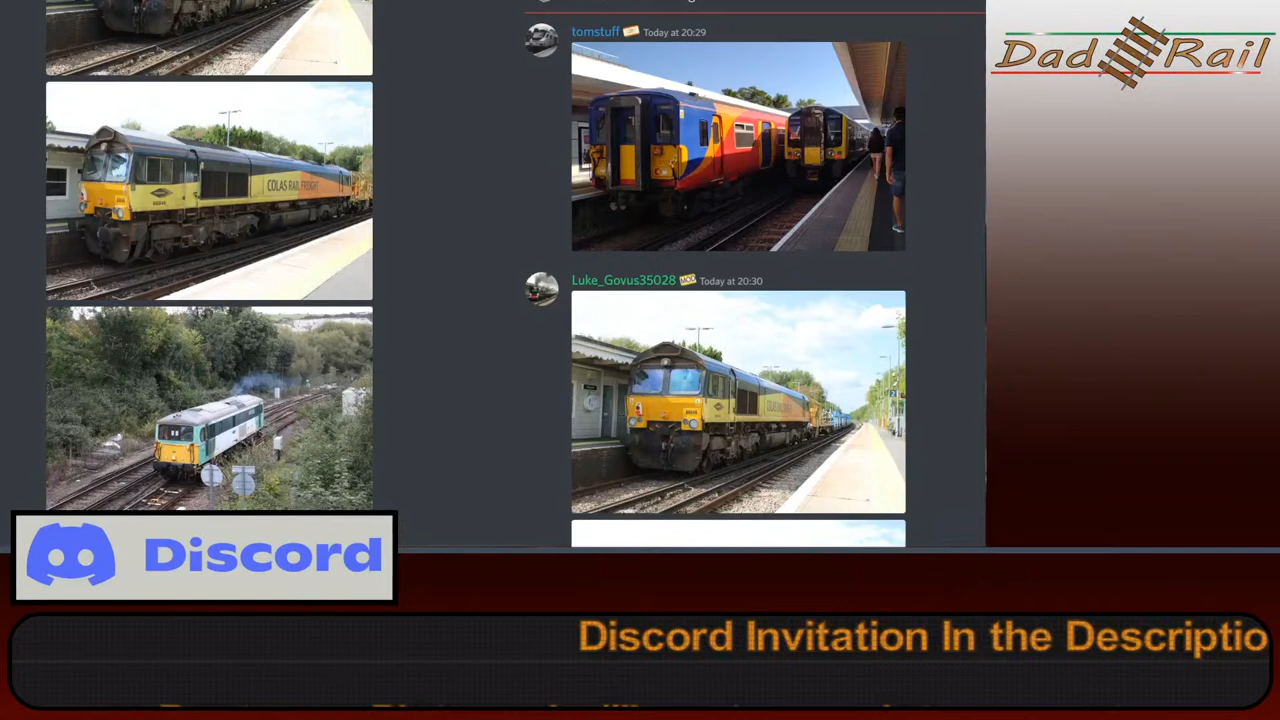 tomstuff Today at 20:29
Dad Rail
COLAS RAIL FREIGHT
Luke_Govus35028 MOD Today at 20:30
Discord
Discord Invitation In the Descriptio